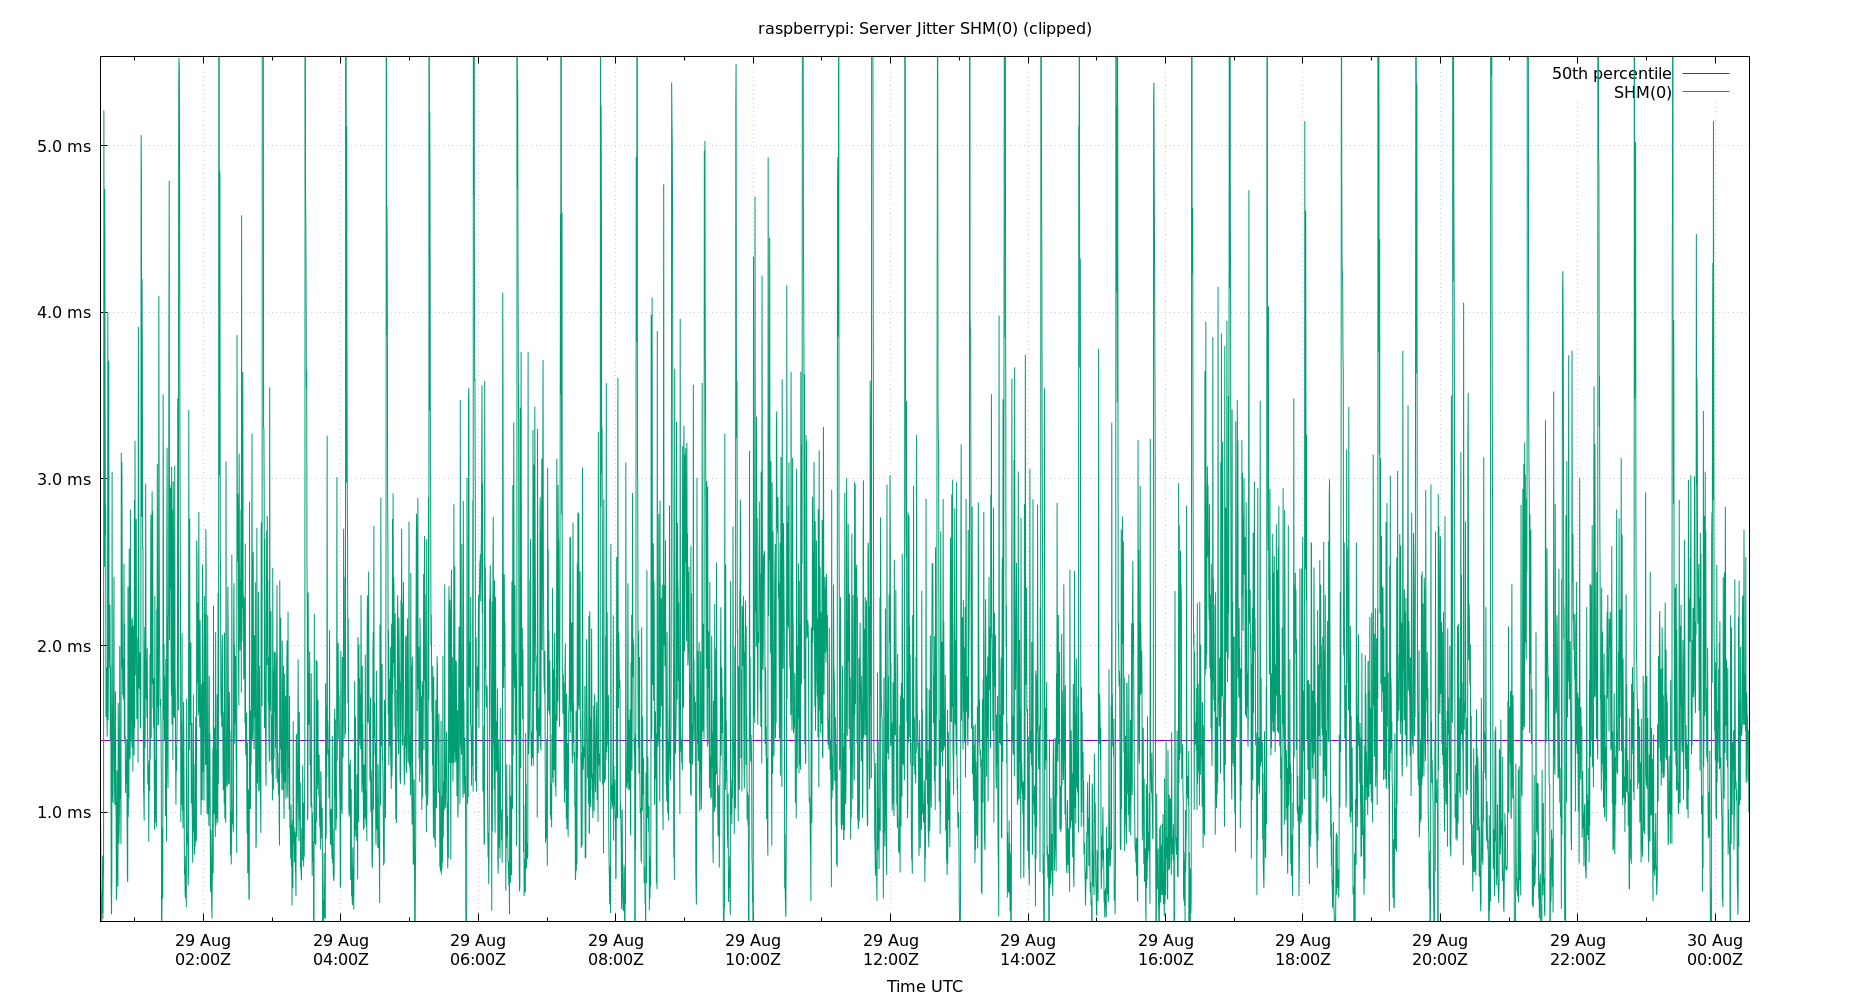 raspberrypi: Server Jitter SHM(0) (clipped)
50th percentile
SHM(0)
5.0 ms
4.0 ms
3.0 ms
2.0 ms
1.0 ms
29 Aug 29 Aug 29 Aug 29 Aug 29 Aug 29 Aug 29 Aug 29 Aug 29 Aug 29 Aug 29 Aug 30 Aug
02:00Z 04:00Z 06:00Z 08:00Z 10:00Z 12:00Z 14:00Z 16:00Z 18:00Z 20:00Z 22:00Z 00:00Z
Time UTC